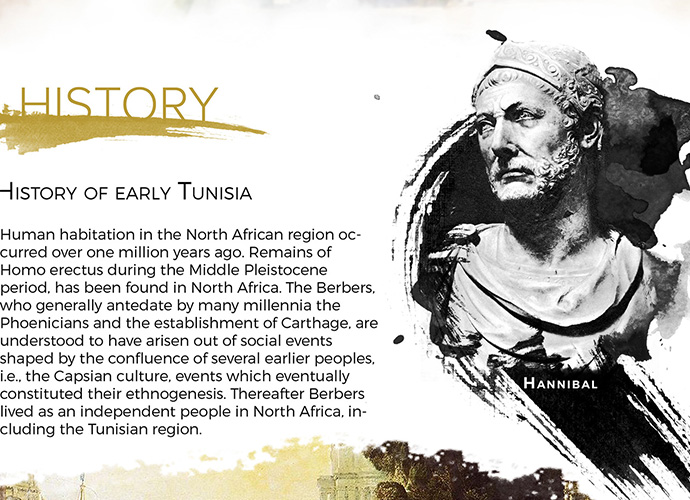 HISTORY
HISTORY OF EARLY TUNISIA
Human habitation in the North African region oc-
curred over one million years ago. Remains of
Homo erectus during the Middle Pleistocene
period, has been found in North Africa. The Berbers,
who generally antedate by many millennia the
Phoenicians and the establishment of Carthage, are
understood to have arisen out of social events
shaped by the confluence of several earlier peoples,
i.e., the Capsian culture, events which eventually
constituted their ethnogenesis. Thereafter Berbers
lived as an independent people in North Africa, in-
cluding the Tunisian region.
HANNIBAL